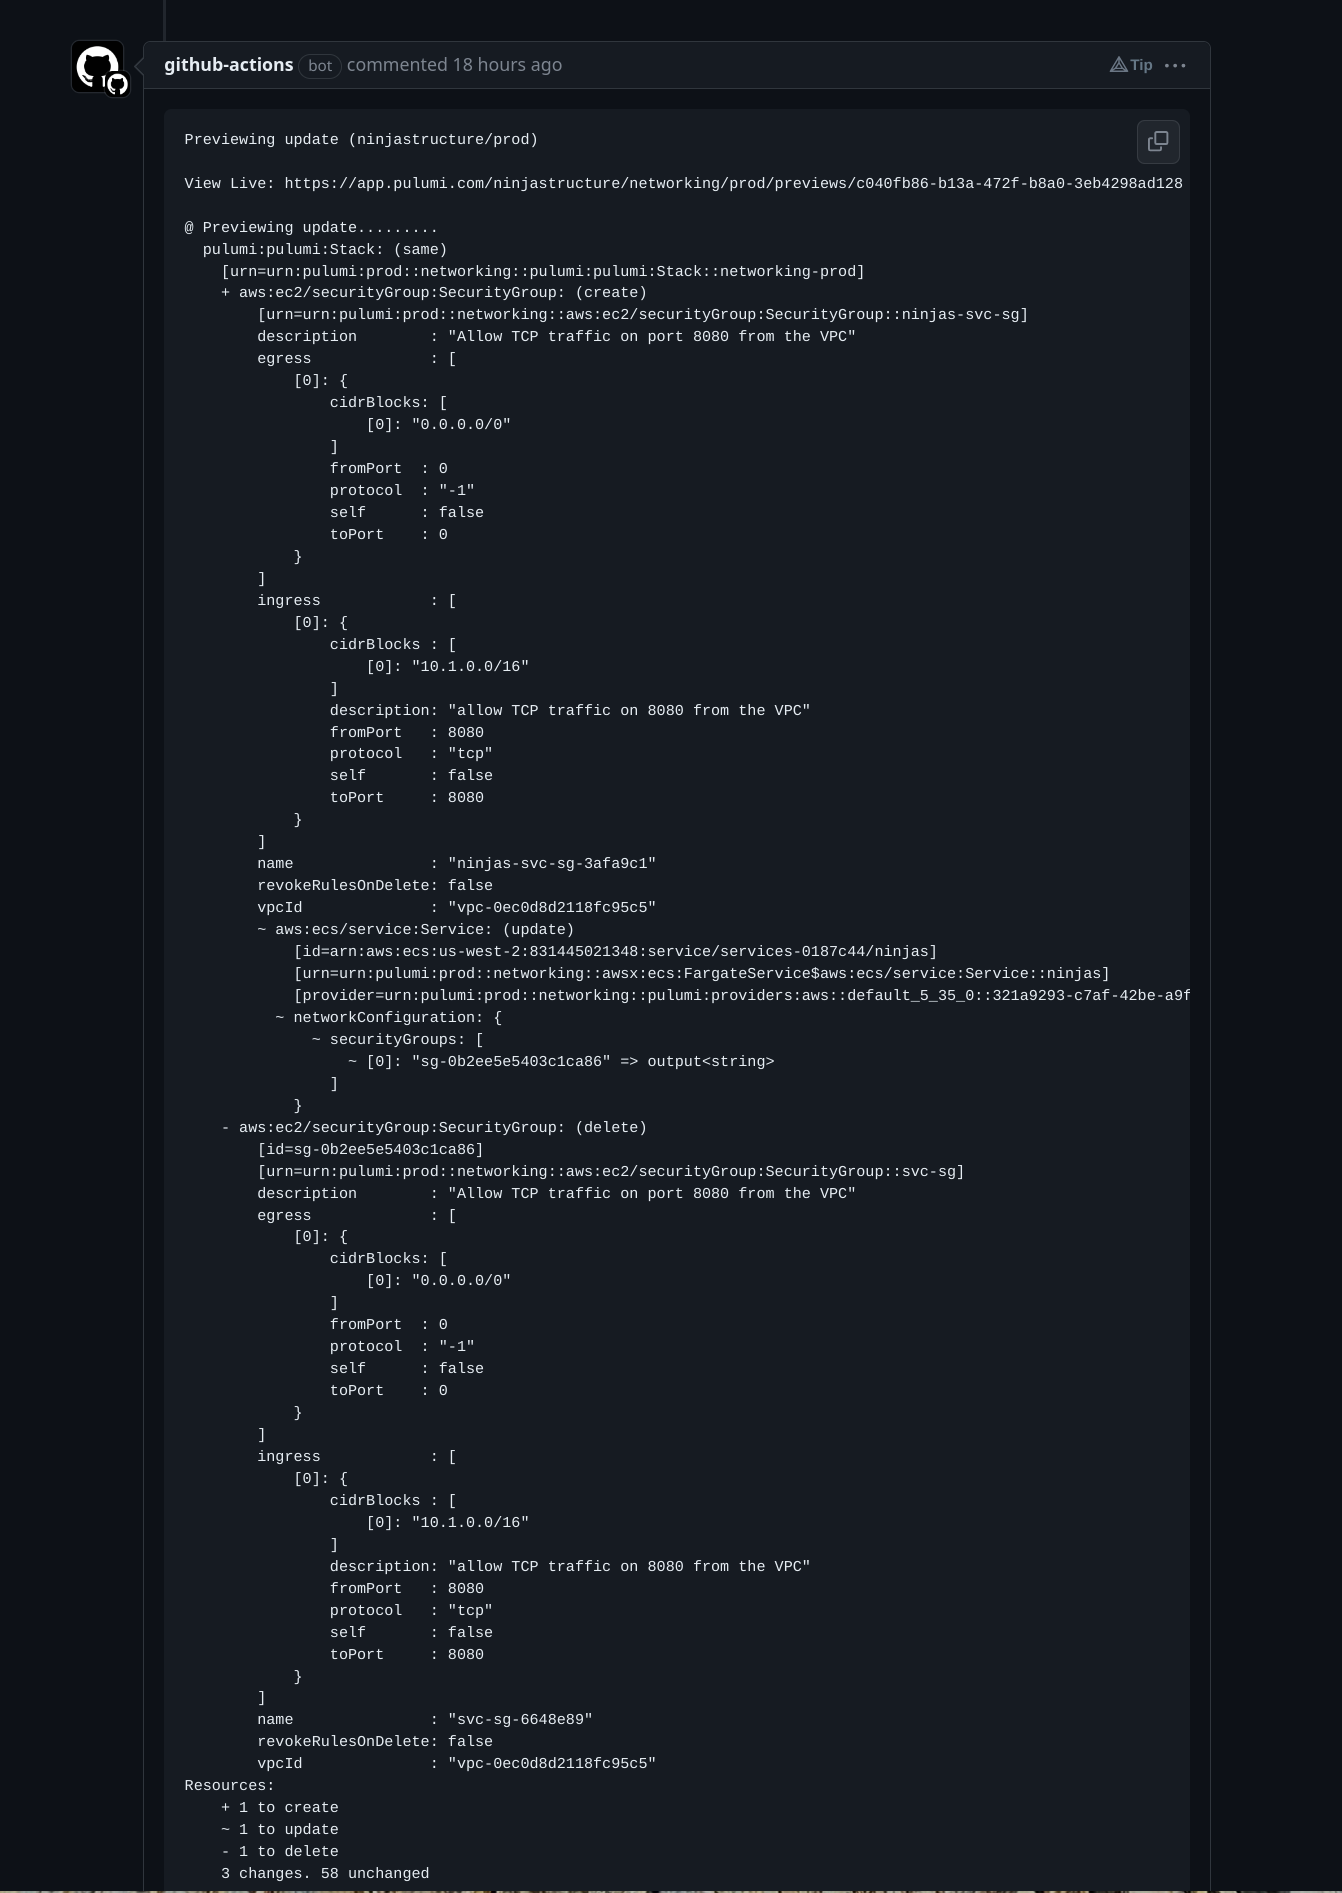 github-actions bot commented 18 hours ago Tip ...
Previewing update (ninjastructure/prod)

View Live: https://app.pulumi.com/ninjastructure/networking/prod/previews/c040fb86-b13a-472f-b8a0-3eb4298ad128

@ Previewing update.........
  pulumi:pulumi:Stack: (same)
    [urn=urn:pulumi:prod::networking::pulumi:pulumi:Stack::networking-prod]
    + aws:ec2/securityGroup:SecurityGroup: (create)
        [urn=urn:pulumi:prod::networking::aws:ec2/securityGroup:SecurityGroup::ninjas-svc-sg]
        description        : "Allow TCP traffic on port 8080 from the VPC"
        egress             : [
            [0]: {
                cidrBlocks: [
                    [0]: "0.0.0.0/0"
                ]
                fromPort  : 0
                protocol  : "-1"
                self      : false
                toPort    : 0
            }
        ]
        ingress            : [
            [0]: {
                cidrBlocks : [
                    [0]: "10.1.0.0/16"
                ]
                description: "allow TCP traffic on 8080 from the VPC"
                fromPort   : 8080
                protocol   : "tcp"
                self       : false
                toPort     : 8080
            }
        ]
        name               : "ninjas-svc-sg-3afa9c1"
        revokeRulesOnDelete: false
        vpcId              : "vpc-0ec0d8d2118fc95c5"
        ~ aws:ecs/service:Service: (update)
            [id=arn:aws:ecs:us-west-2:831445021348:service/services-0187c44/ninjas]
            [urn=urn:pulumi:prod::networking::awsx:ecs:FargateService$aws:ecs/service:Service::ninjas]
            [provider=urn:pulumi:prod::networking::pulumi:providers:aws::default_5_35_0::321a9293-c7af-42be-a9f
          ~ networkConfiguration: {
              ~ securityGroups: [
                  ~ [0]: "sg-0b2ee5e5403c1ca86" => output<string>
                ]
            }
    - aws:ec2/securityGroup:SecurityGroup: (delete)
        [id=sg-0b2ee5e5403c1ca86]
        [urn=urn:pulumi:prod::networking::aws:ec2/securityGroup:SecurityGroup::svc-sg]
        description        : "Allow TCP traffic on port 8080 from the VPC"
        egress             : [
            [0]: {
                cidrBlocks: [
                    [0]: "0.0.0.0/0"
                ]
                fromPort  : 0
                protocol  : "-1"
                self      : false
                toPort    : 0
            }
        ]
        ingress            : [
            [0]: {
                cidrBlocks : [
                    [0]: "10.1.0.0/16"
                ]
                description: "allow TCP traffic on 8080 from the VPC"
                fromPort   : 8080
                protocol   : "tcp"
                self       : false
                toPort     : 8080
            }
        ]
        name               : "svc-sg-6648e89"
        revokeRulesOnDelete: false
        vpcId              : "vpc-0ec0d8d2118fc95c5"
Resources:
    + 1 to create
    ~ 1 to update
    - 1 to delete
    3 changes. 58 unchanged